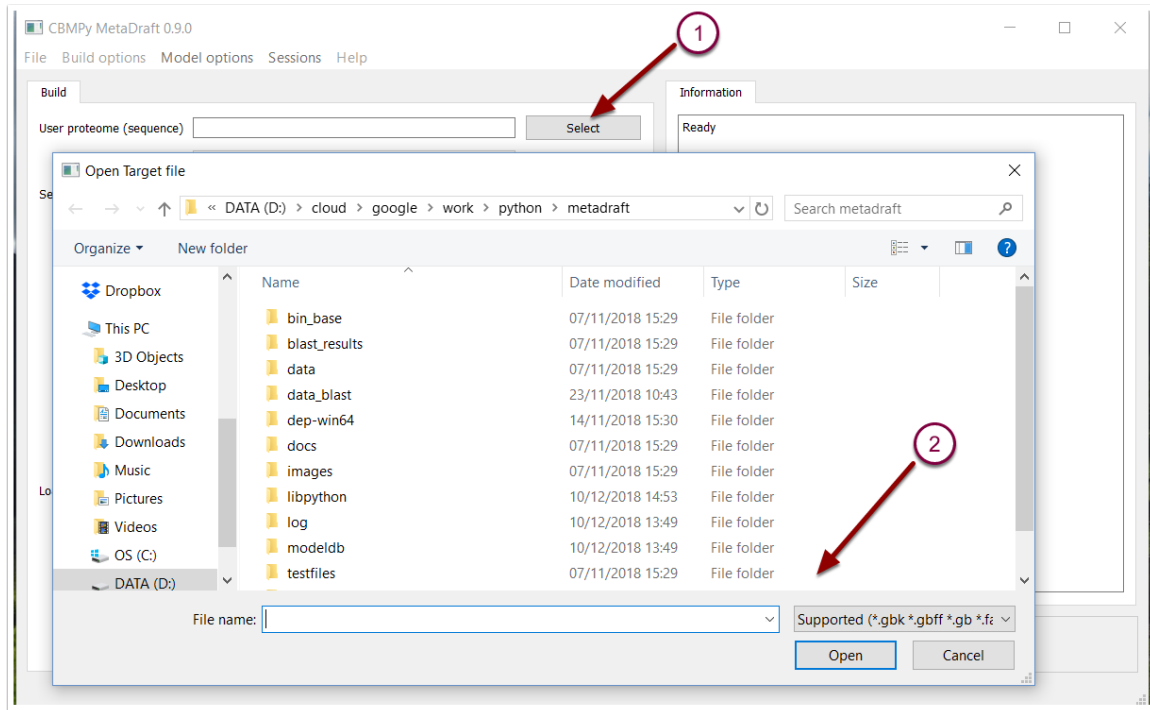 CBMPy MetaDraft 0.9.0
1
File Build options Model options Sessions Help
Build
Information
User proteome (sequence)
Select
Ready
Open Target file
Se
« DATA (D:) > cloud > google > work > python > metadraft
Search metadraft
Organize
New folder
?
Name Date modified Type Size
Dropbox
This PC
3D Objects
Desktop
Documents
Downloads
Music
Pictures
Videos
OS (C:)
DATA (D:)
bin_base 07/11/2018 15:29 File folder
blast_results 07/11/2018 15:29 File folder
data 07/11/2018 15:29 File folder
data_blast 23/11/2018 10:43 File folder
dep-win64 14/11/2018 15:30 File folder
docs 07/11/2018 15:29 File folder
images 07/11/2018 15:29 File folder
libpython 10/12/2018 14:53 File folder
log 10/12/2018 13:49 File folder
modeldb 10/12/2018 13:49 File folder
testfiles 07/11/2018 15:29 File folder
2
Lo
File name:
Supported (*.gbk *.gbff *.gb *.fa
Open
Cancel